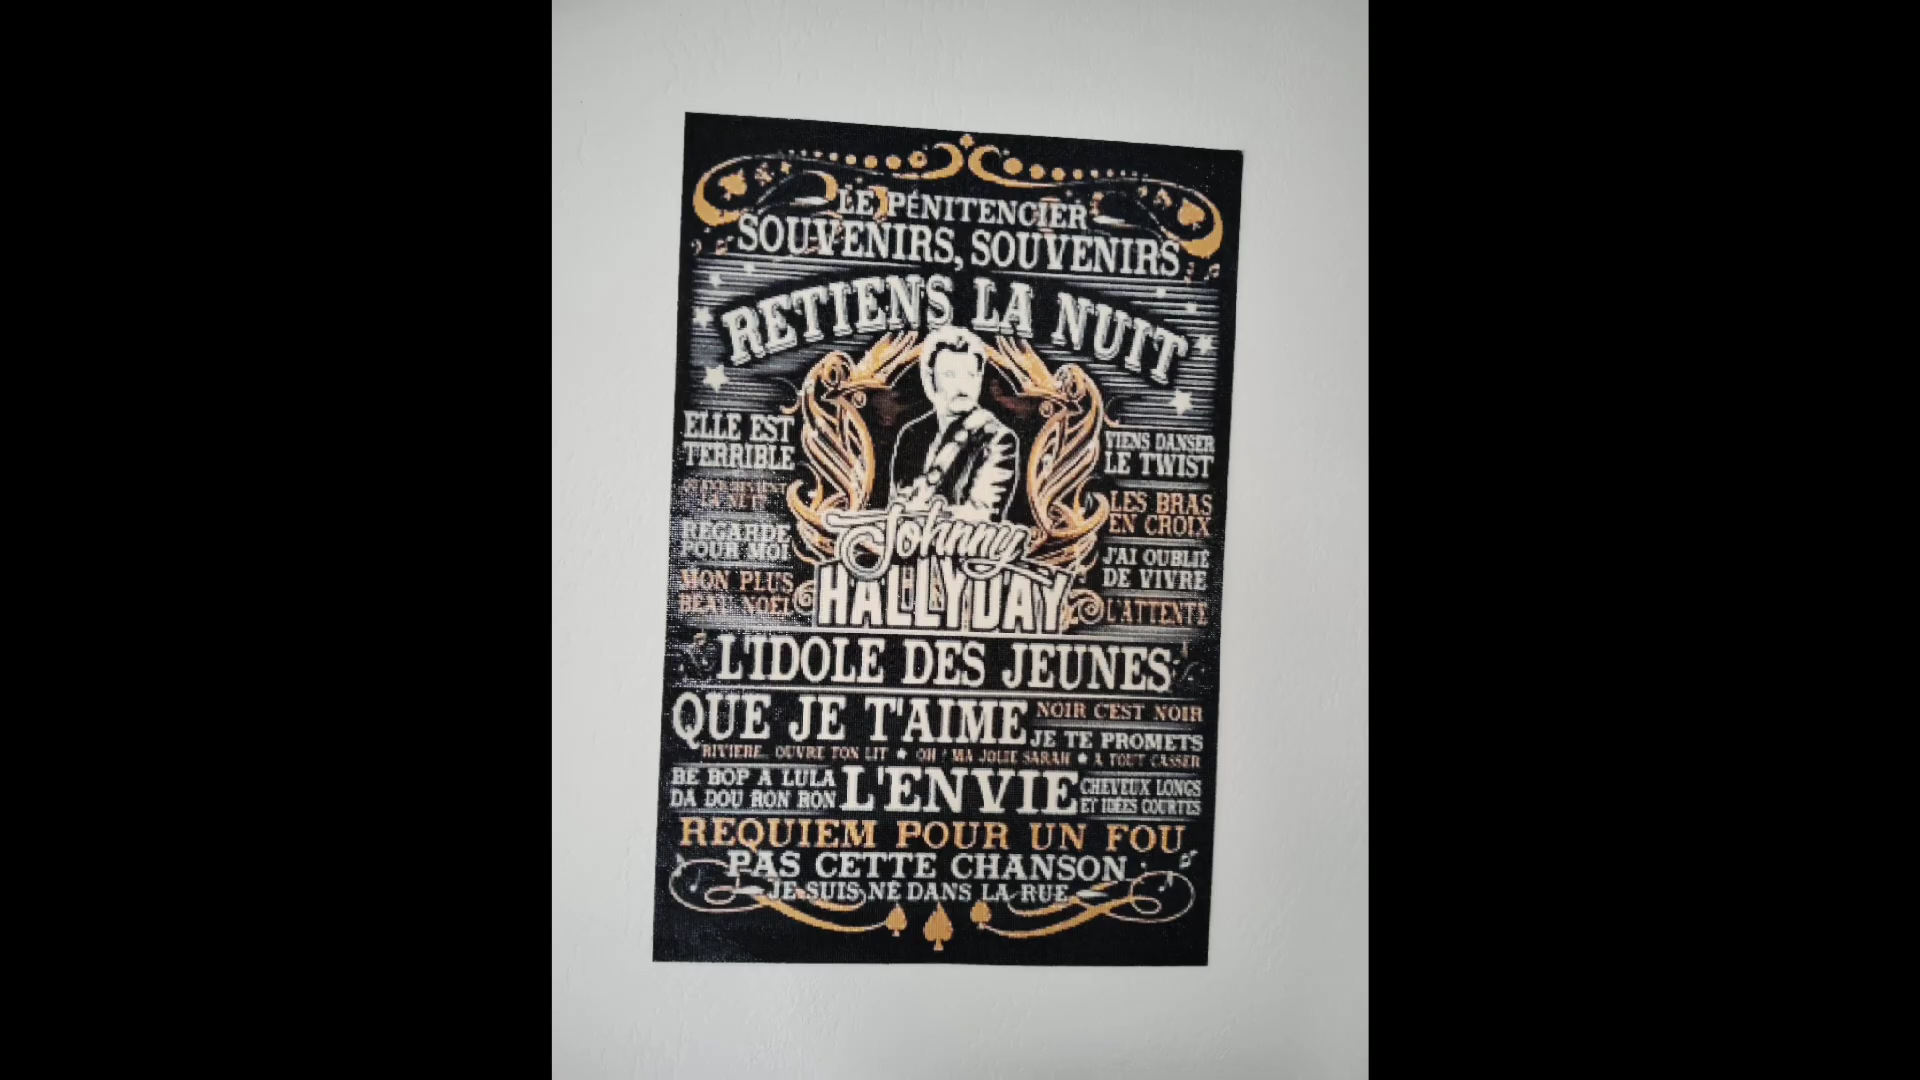 LE PÉNITENCIER
SOUVENIRS, SOUVENIRS
RETIENS LA NUIT
ELLE EST
TERRIBLE
LA NUIT
REGARDE
POUR MOI
MON PLUS
BEAU NOËL
VIENS DANSER
LE TWIST
LES BRAS
EN CROIX
J'AI OUBLIÉ
DE VIVRE
L'ATTENTE
Johnny
HALLYDAY
L'IDOLE DES JEUNES
QUE JE T'AIME
NOIR C'EST NOIR
JE TE PROMETS
RIVIERE.. OUVRE TON LIT ★ OH ! MA JOLIE SARAH ★ A TOUT CASSER
BE BOP A LULA
DA DOU RON RON
L'ENVIE
CHEVEUX LONGS
ET IDÉES COURTES
REQUIEM POUR UN FOU
PAS CETTE CHANSON
JE SUIS NÉ DANS LA RUE